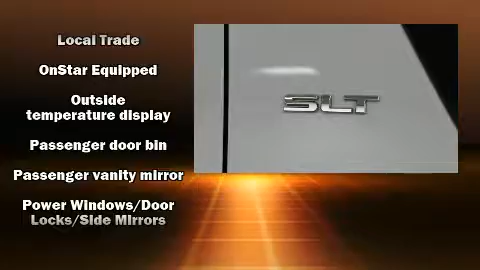 Local Trade
OnStar Equipped
Outside
temperature display
Passenger door bin
Passenger vanity mirror
Power Windows/Door
Locks/Side Mirrors
SLT